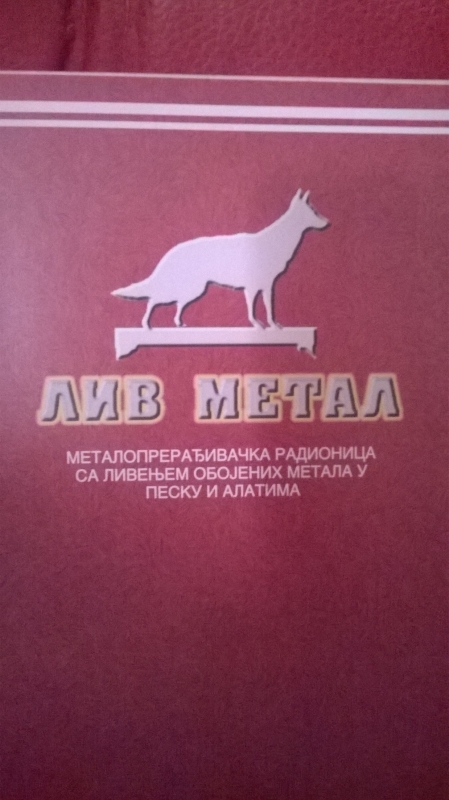 ЛИВ МЕТАЛ
МЕТАЛОПРЕРАЂИВАЧКА РАДИОНИЦА
СА ЛИВЕЊЕМ ОБОЈЕНИХ МЕТАЛА У
ПЕСКУ И АЛАТИМА